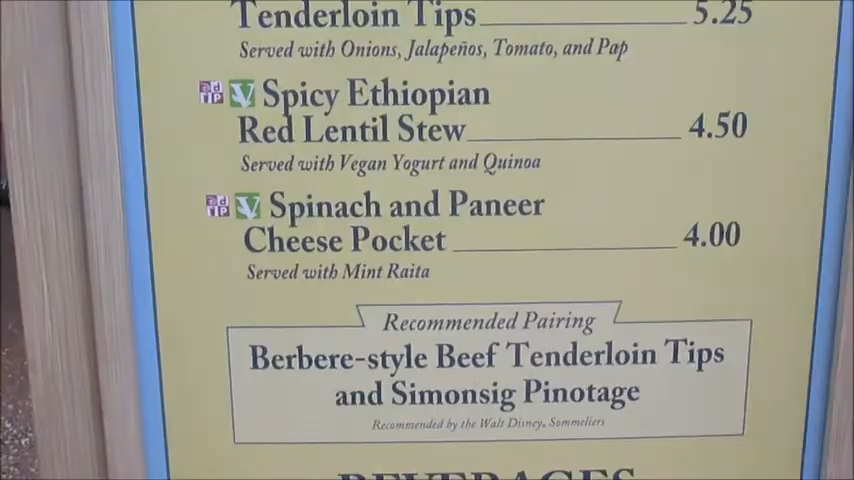 Tenderloin Tips 5.25
Served with Onions, Jalapeños, Tomato, and Pap
Spicy Ethiopian
Red Lentil Stew 4.50
Served with Vegan Yogurt and Quinoa
Spinach and Paneer
Cheese Pocket 4.00
Served with Mint Raita
Recommended Pairing
Berbere-style Beef Tenderloin Tips
and Simonsig Pinotage
Recommended by the Walt Disney® Sommeliers
BEVERAGES